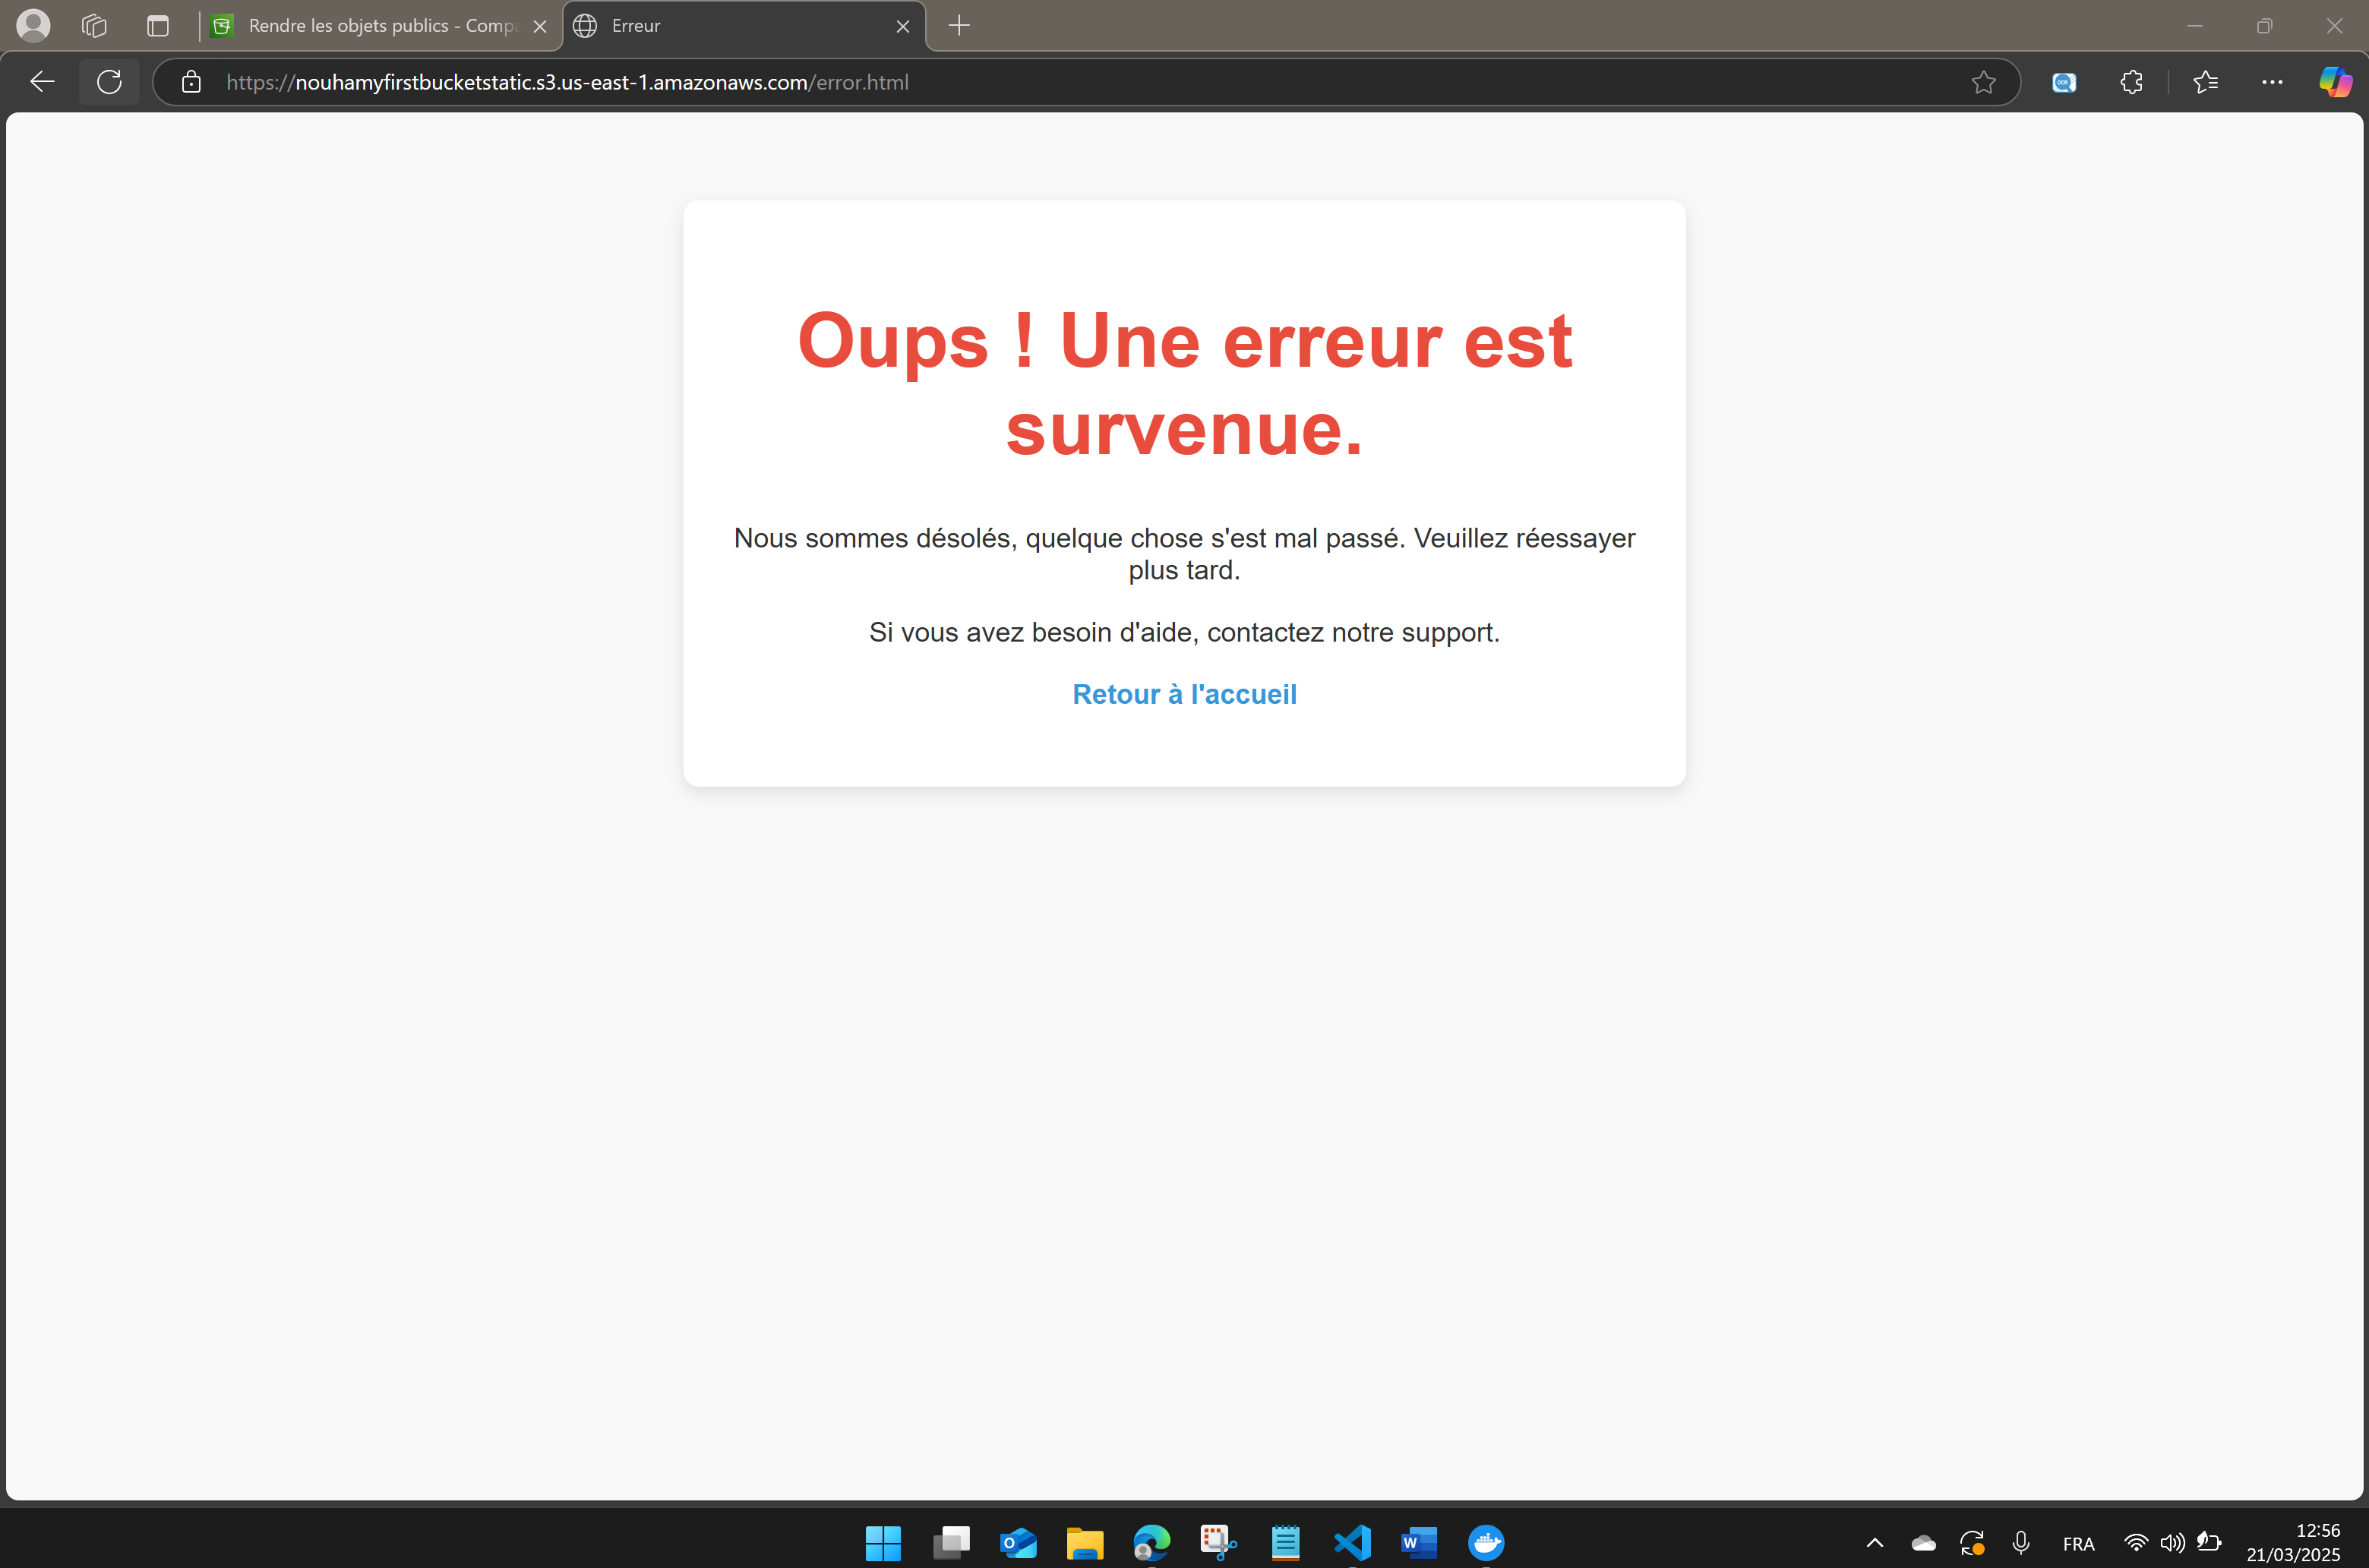 Rendre les objets publics - Comp
Erreur
https://nouhamyfirstbucketstatic.s3.us-east-1.amazonaws.com/error.html
OCR
Oups ! Une erreur est
survenue.
Nous sommes désolés, quelque chose s'est mal passé. Veuillez réessayer
plus tard.
Si vous avez besoin d'aide, contactez notre support.
Retour à l'accueil
FRA
12:56
21/03/2025